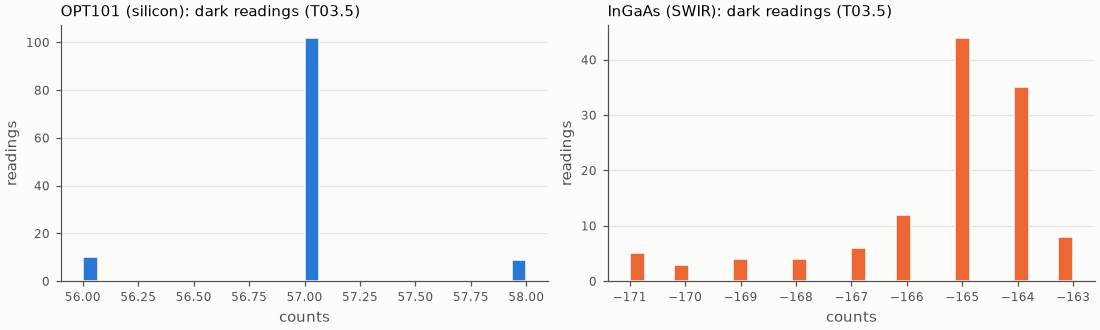 OPT101 (silicon): dark readings (T03.5)
100
80
60
40
20
0
readings
56.00 56.25 56.50 56.75 57.00 57.25 57.50 57.75 58.00
counts
InGaAs (SWIR): dark readings (T03.5)
40
30
20
10
0
readings
−171 −170 −169 −168 −167 −166 −165 −164 −163
counts